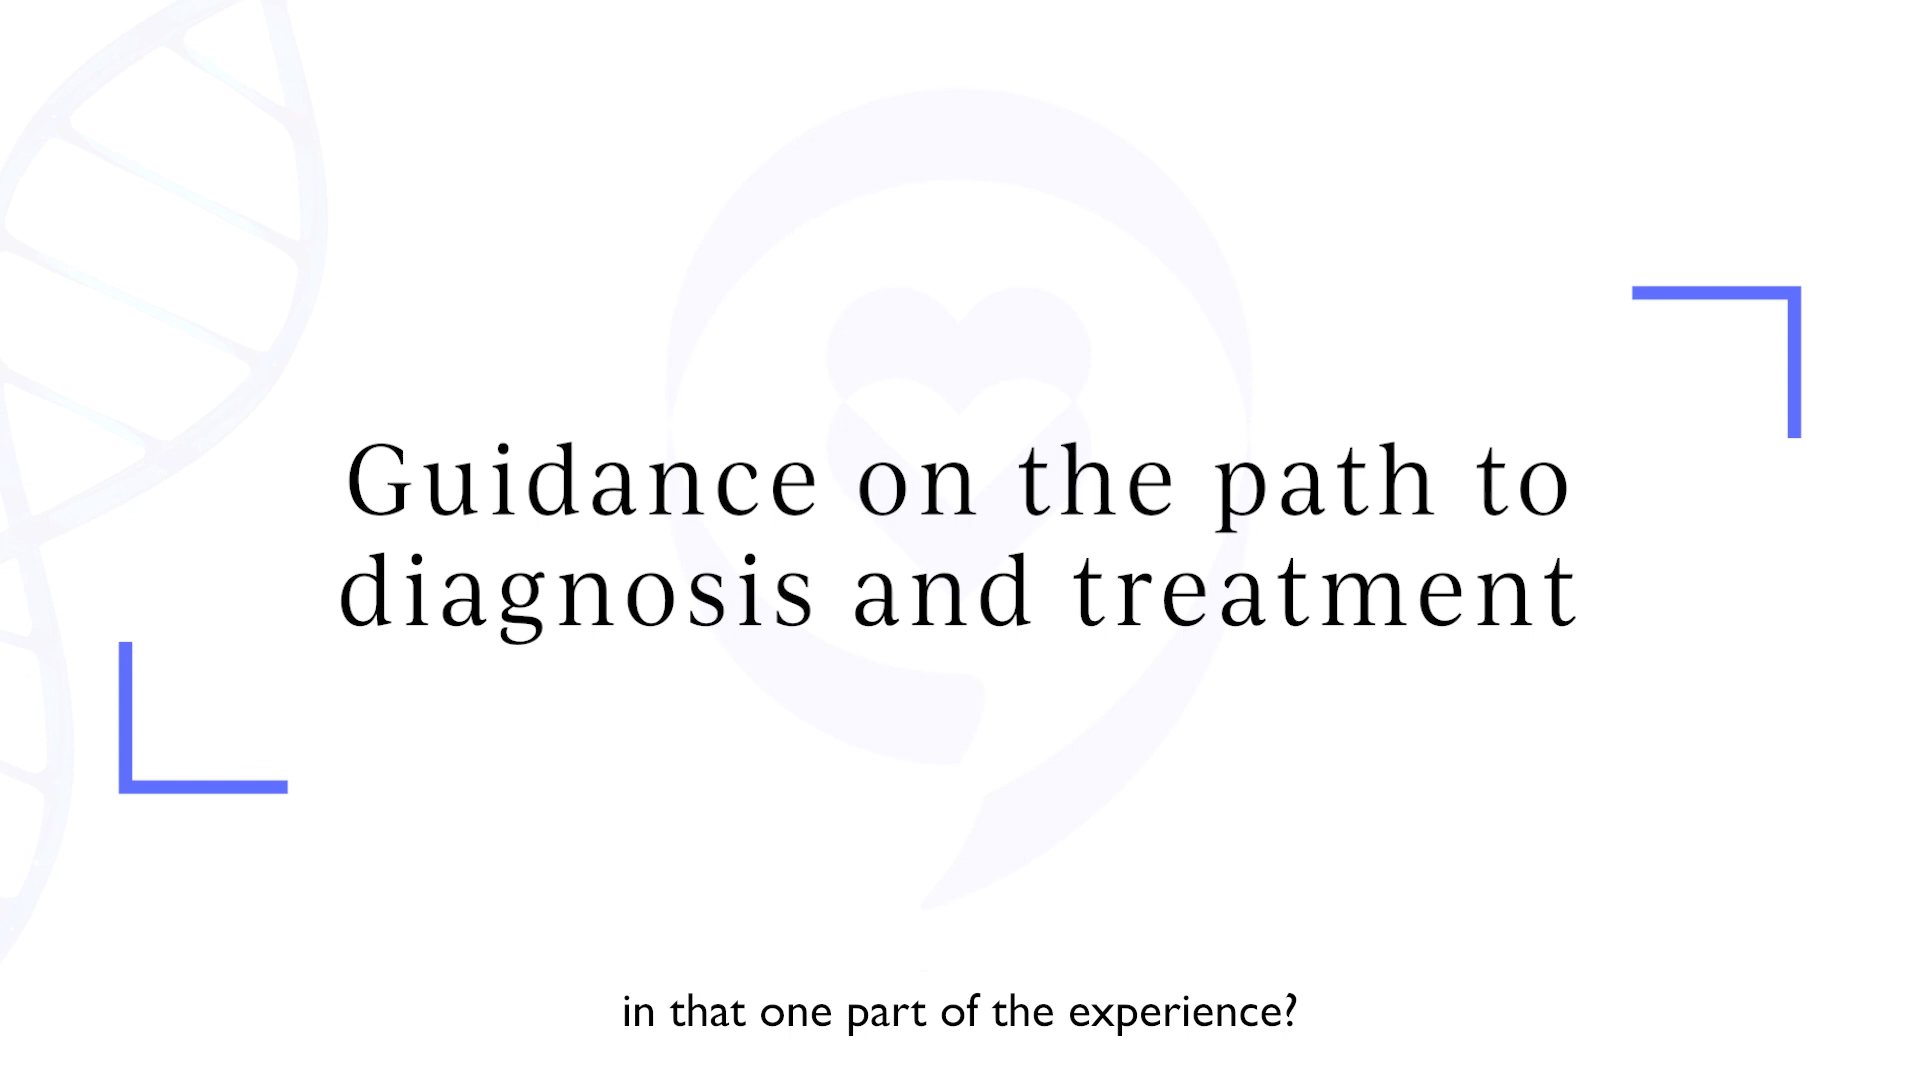 Guidance on the path to
diagnosis and treatment
in that one part of the experience?